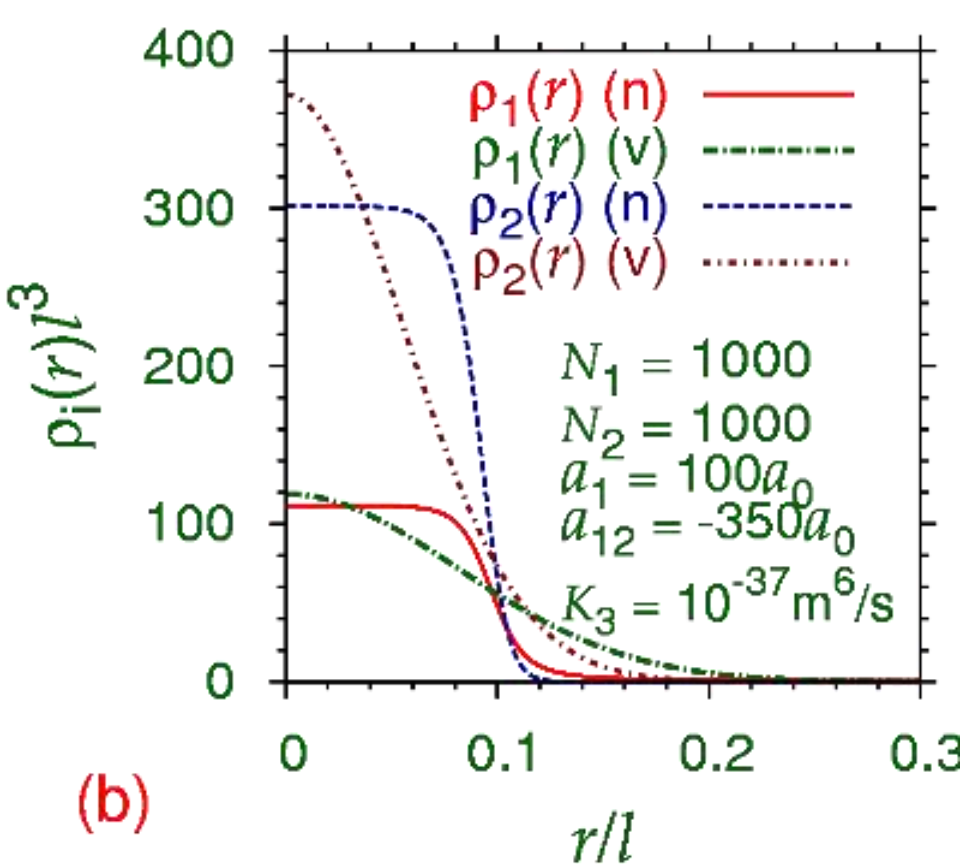 400
300
200
100
0
ρᵢ(r)l³
ρ₁(r) (n)
ρ₁(r) (v)
ρ₂(r) (n)
ρ₂(r) (v)
N₁ = 1000
N₂ = 1000
a₁ = 100a₀
a₁₂ = -350a₀
K₃ = 10⁻³⁷m⁶/s
0 0.1 0.2 0.3
(b)
r/l